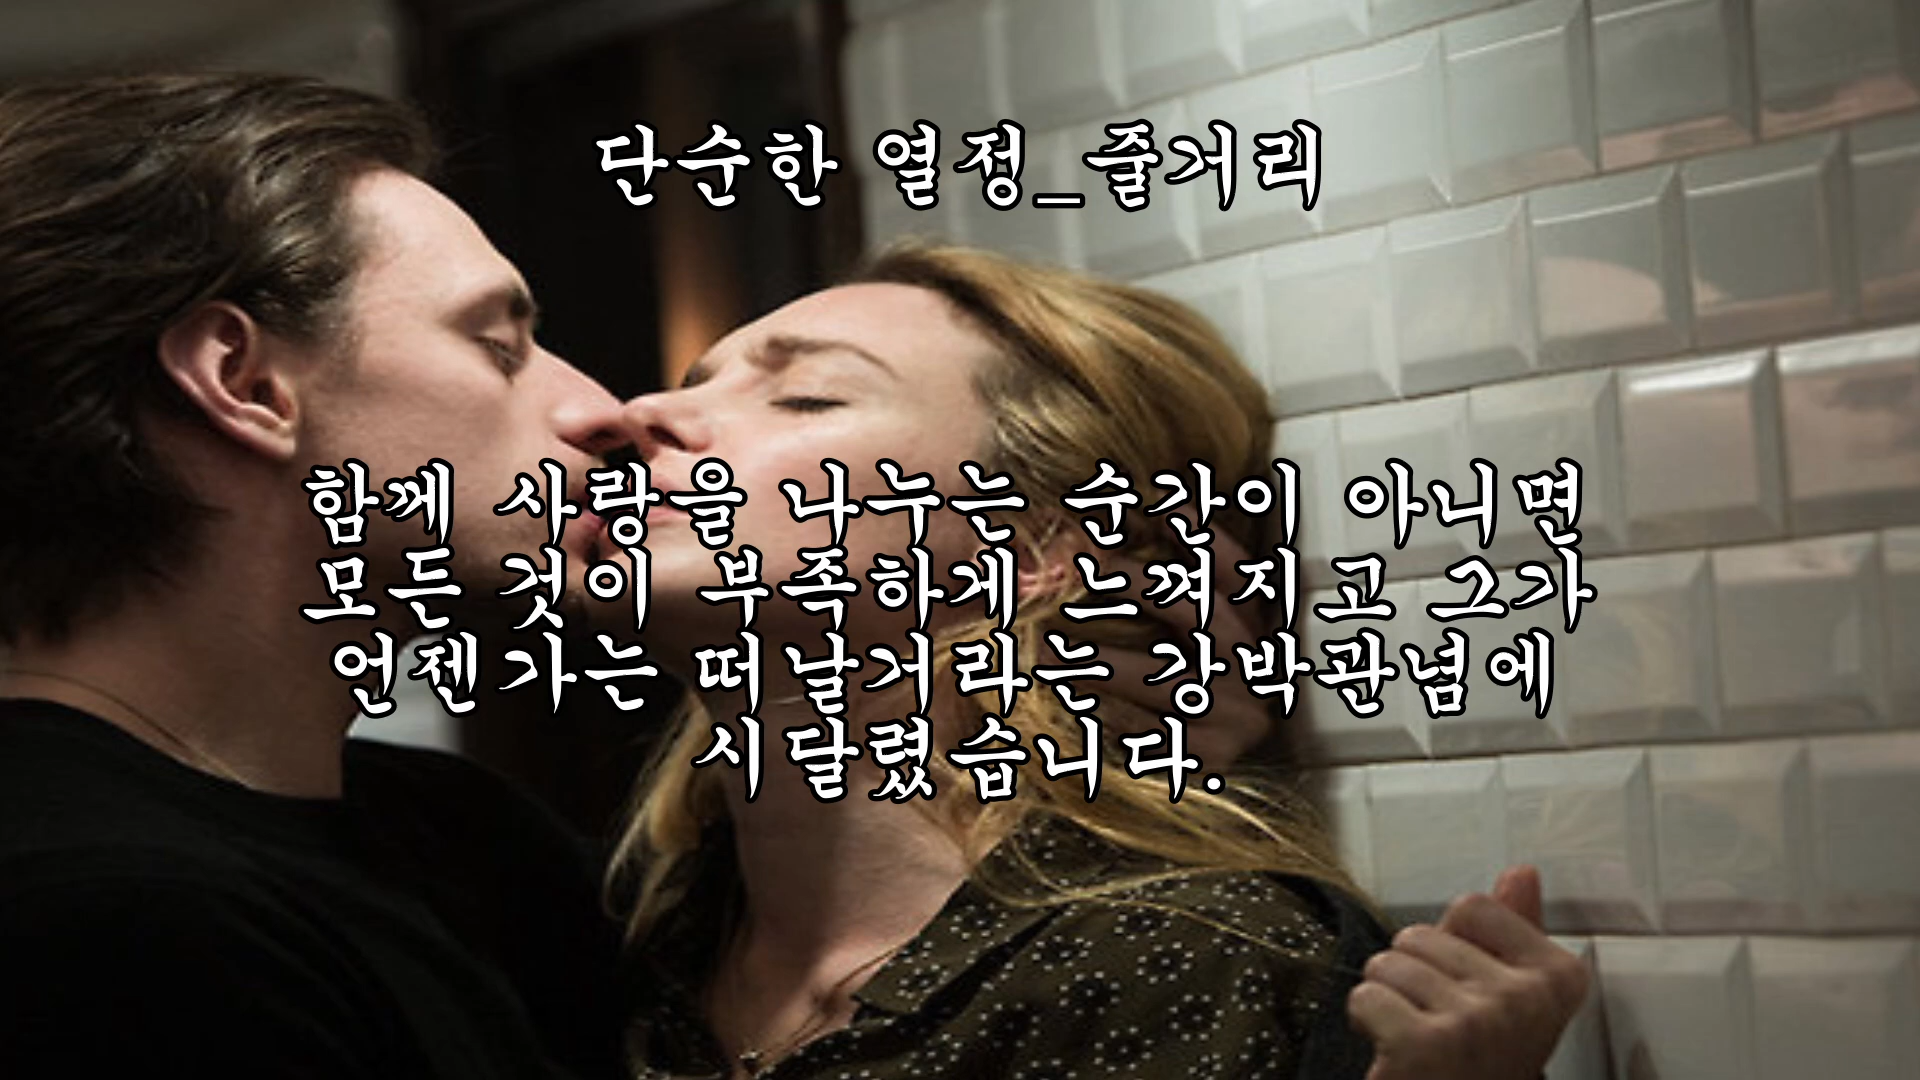 단순한 열정_줄거리
함께 사랑을 나누는 순간이 아니면
모든 것이 부족하게 느껴지고 그가
언젠가는 떠날거라는 강박관념에
시달렸습니다.